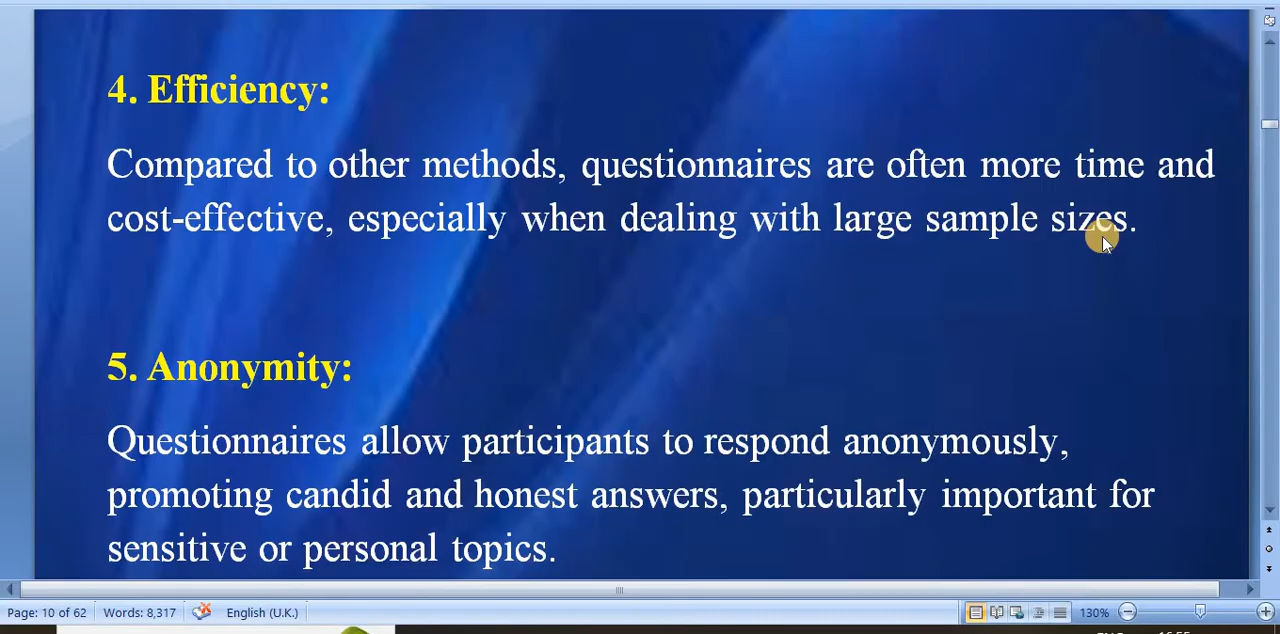 4. Efficiency:
Compared to other methods, questionnaires are often more time and
cost-effective, especially when dealing with large sample sizes.
5. Anonymity:
Questionnaires allow participants to respond anonymously,
promoting candid and honest answers, particularly important for
sensitive or personal topics.
Page: 10 of 62 Words: 8,317 English (U.K.) 130%